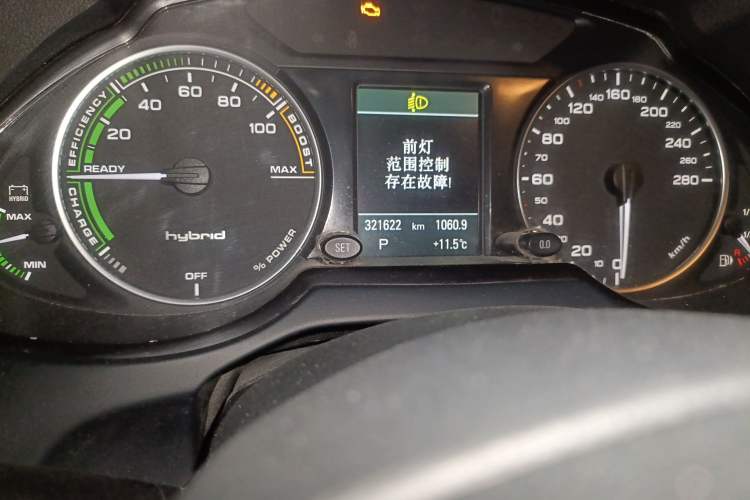 20
40
60
80
100
EFFICIENCY
BOOST
READY
MAX
CHARGE
hybrid
OFF
% POWER
HYBRID
MAX
MIN
SET
前灯
范围控制
存在故障!
321622 km 1060.9
P +11.5℃
0.0
0
10
20
30
40
50
60
80
100
120
140
160
180
200
220
240
260
280
km/h
R